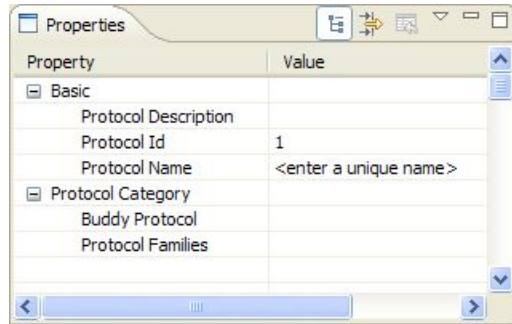 Properties
Property Value
Basic
Protocol Description
Protocol Id 1
Protocol Name <enter a unique name>
Protocol Category
Buddy Protocol
Protocol Families